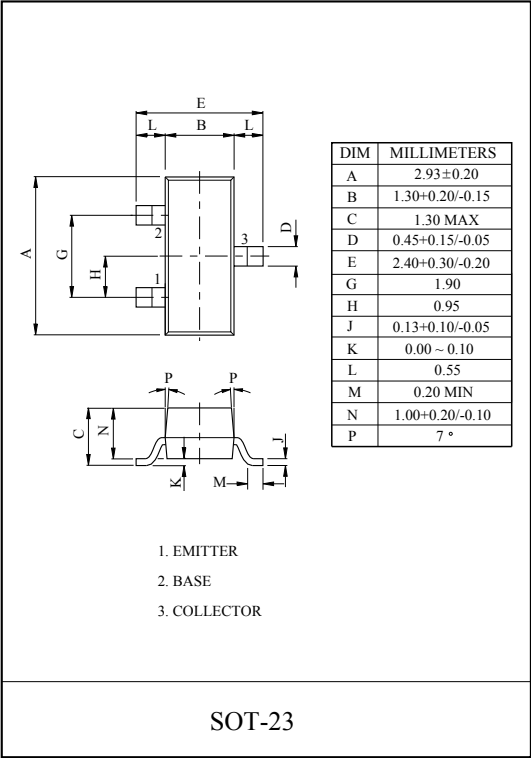 E
L B L
A
G
H
2
1
3
D
P P
C
N
K
M
J
DIM MILLIMETERS
A 2.93±0.20
B 1.30+0.20/-0.15
C 1.30 MAX
D 0.45+0.15/-0.05
E 2.40+0.30/-0.20
G 1.90
H 0.95
J 0.13+0.10/-0.05
K 0.00 ~ 0.10
L 0.55
M 0.20 MIN
N 1.00+0.20/-0.10
P 7 °
1. EMITTER
2. BASE
3. COLLECTOR
SOT-23